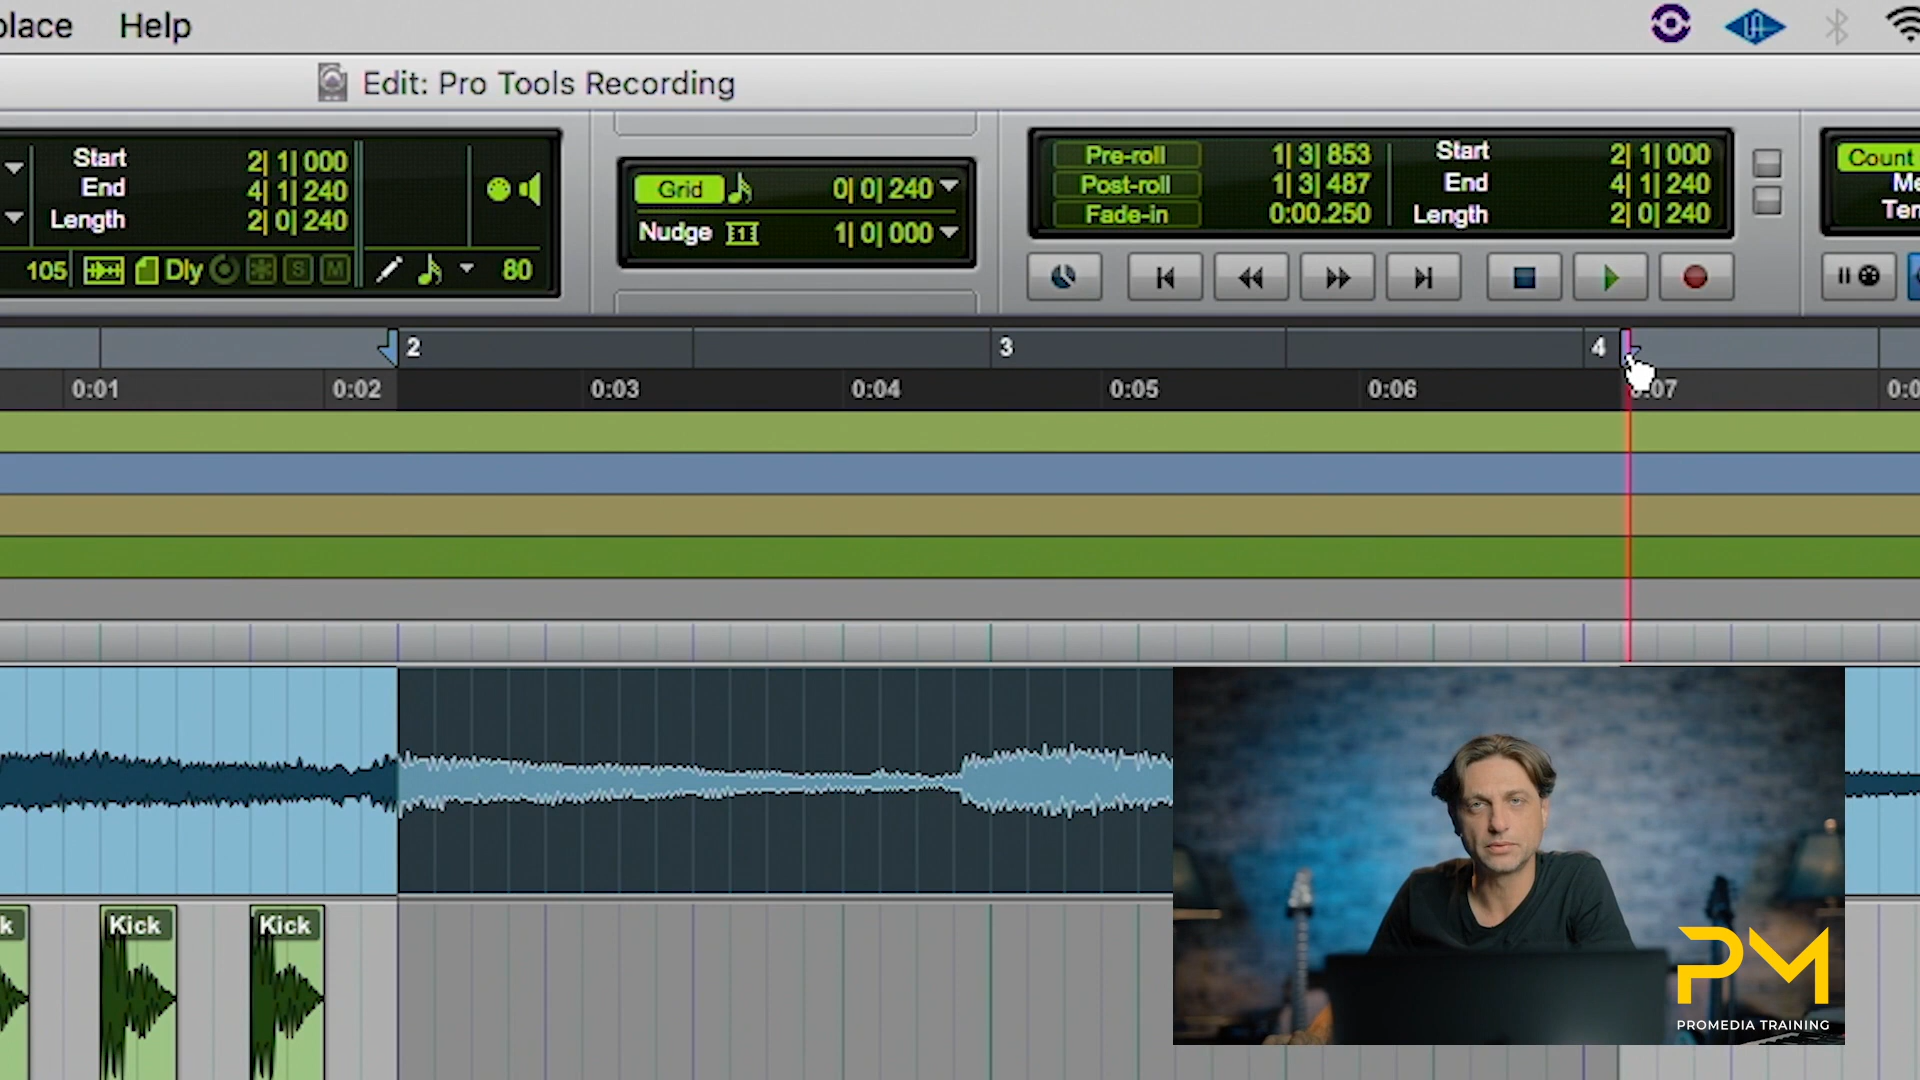 place Help
Edit: Pro Tools Recording
Start 2| 1| 000
End 4| 1| 240
Length 2| 0| 240
105 Dly S M 80
Grid 0| 0| 240
Nudge 1| 0| 000
Pre-roll 1| 3| 853
Post-roll 1| 3| 487
Fade-in 0:00.250
Start 2| 1| 000
End 4| 1| 240
Length 2| 0| 240
Count
Me
Ten
2 3 4
0:01 0:02 0:03 0:04 0:05 0:06 0:07 0:0
k Kick Kick
PM
PROMEDIA TRAINING